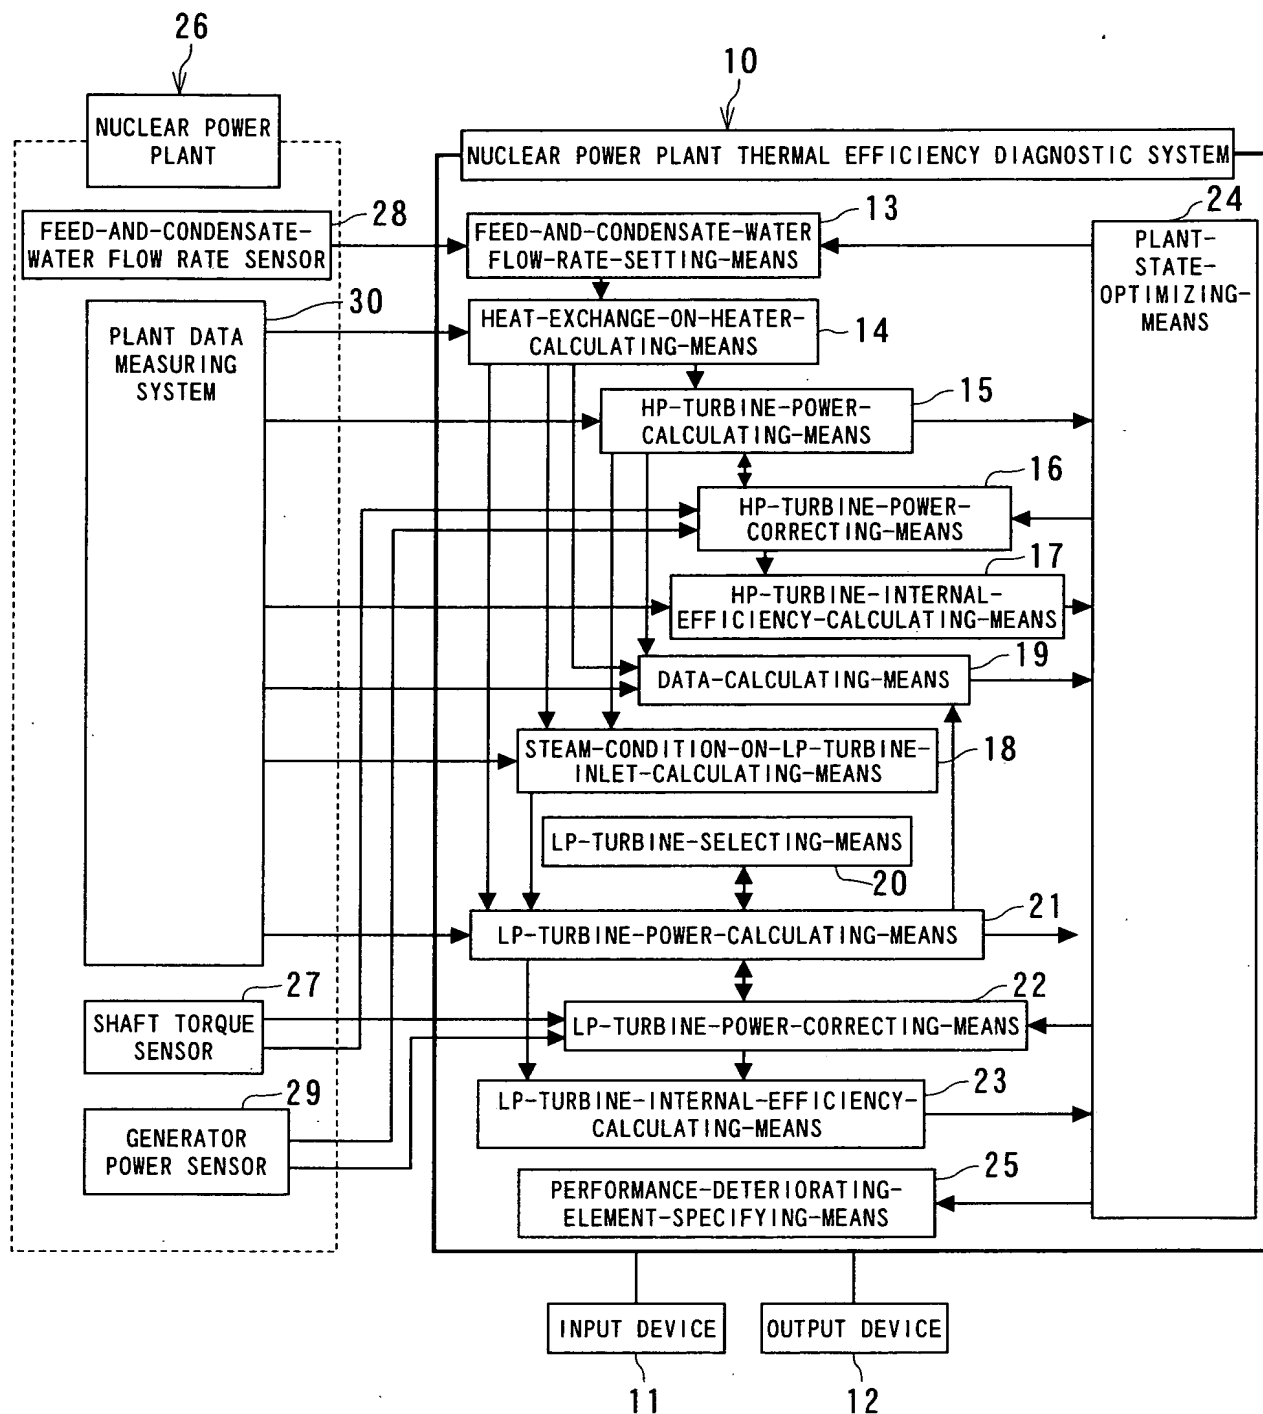 26
10
NUCLEAR POWER
PLANT
NUCLEAR POWER PLANT THERMAL EFFICIENCY DIAGNOSTIC SYSTEM
28
FEED-AND-CONDENSATE-
WATER FLOW RATE SENSOR
13
FEED-AND-CONDENSATE-WATER
FLOW-RATE-SETTING-MEANS
24
PLANT-
STATE-
OPTIMIZING-
MEANS
30
PLANT DATA
MEASURING
SYSTEM
HEAT-EXCHANGE-ON-HEATER-
CALCULATING-MEANS
14
HP-TURBINE-POWER-
CALCULATING-MEANS
15
16
HP-TURBINE-POWER-
CORRECTING-MEANS
17
HP-TURBINE-INTERNAL-
EFFICIENCY-CALCULATING-MEANS
DATA-CALCULATING-MEANS
19
STEAM-CONDITION-ON-LP-TURBINE-
INLET-CALCULATING-MEANS
18
LP-TURBINE-SELECTING-MEANS
20
LP-TURBINE-POWER-CALCULATING-MEANS
21
27
SHAFT TORQUE
SENSOR
22
LP-TURBINE-POWER-CORRECTING-MEANS
29
GENERATOR
POWER SENSOR
LP-TURBINE-INTERNAL-EFFICIENCY-
CALCULATING-MEANS
23
PERFORMANCE-DETERIORATING-
ELEMENT-SPECIFYING-MEANS
25
INPUT DEVICE
OUTPUT DEVICE
11
12